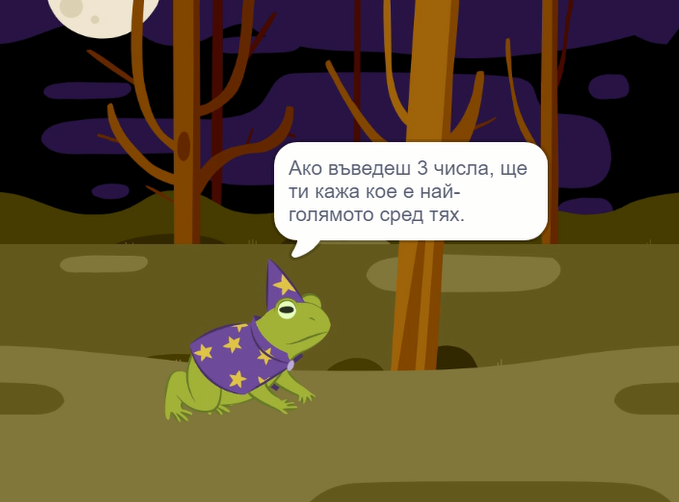 Ако въведеш 3 числа, ще
ти кажа кое е най-
голямото сред тях.